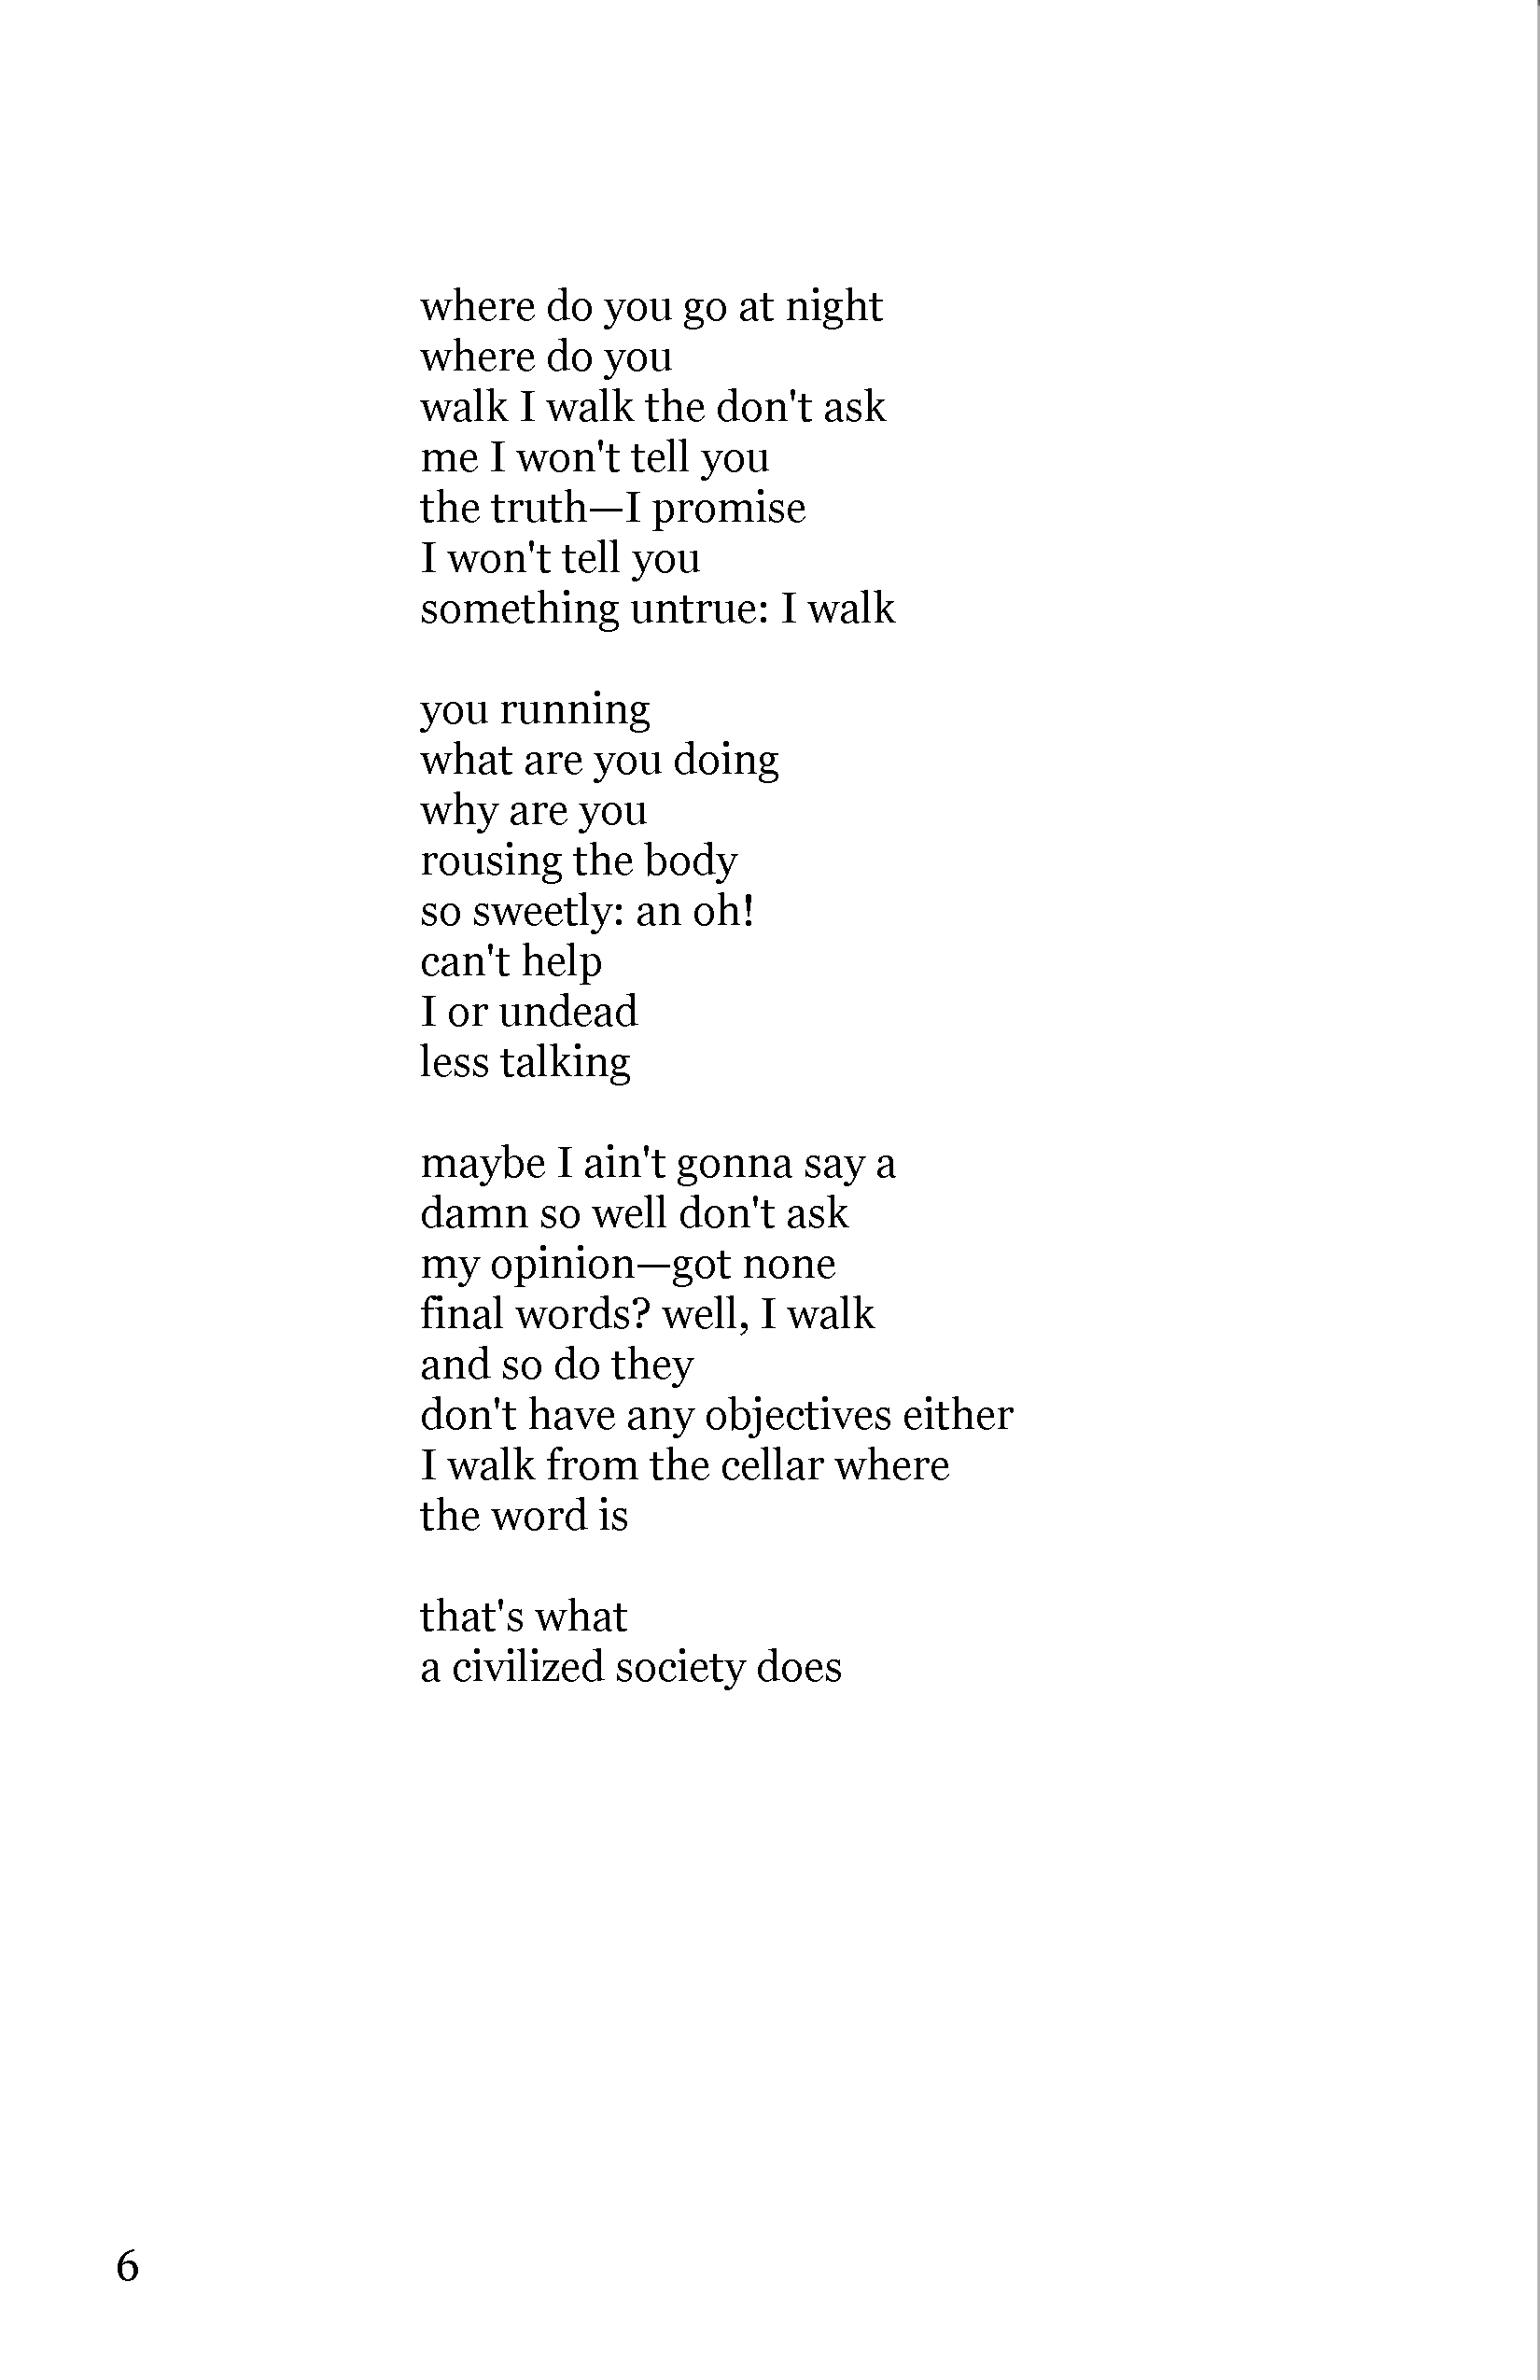 where do you go at night
where do you
walk I walk the don't ask
me I won't tell you
the truth—I promise
I won't tell you
something untrue: I walk

you running
what are you doing
why are you
rousing the body
so sweetly: an oh!
can't help
I or undead
less talking

maybe I ain't gonna say a
damn so well don't ask
my opinion—got none
final words? well, I walk
and so do they
don't have any objectives either
I walk from the cellar where
the word is

that's what
a civilized society does

6